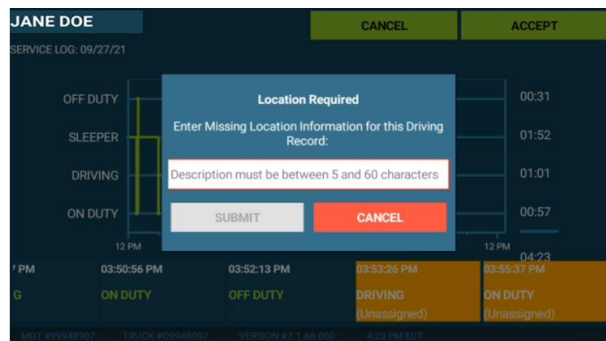 JANE DOE
CANCEL
ACCEPT
SERVICE LOG: 09/27/21
OFF DUTY
00:31
SLEEPER
01:52
DRIVING
01:01
ON DUTY
00:57
12 PM
12 PM
04:23
Location Required
Enter Missing Location Information for this Driving
Record:
Description must be between 5 and 60 characters
SUBMIT
CANCEL
PM
03:50:56 PM
03:52:13 PM
03:53:26 PM
03:55:37 PM
G
ON DUTY
OFF DUTY
DRIVING
ON DUTY
(Unassigned)
(Unassigned)
MDT #99948907
TRUCK #D9948907
VERSION #7.1.68.000
4:23 PM EDT